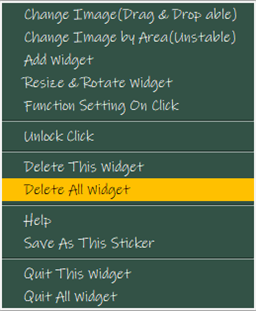 Change Image(Drag & Drop able)
Change Image by Area(Unstable)
Add Widget
Resize & Rotate Widget
Function Setting On Click
Unlock Click
Delete This Widget
Delete All Widget
Help
Save As This Sticker
Quit This Widget
Quit All Widget